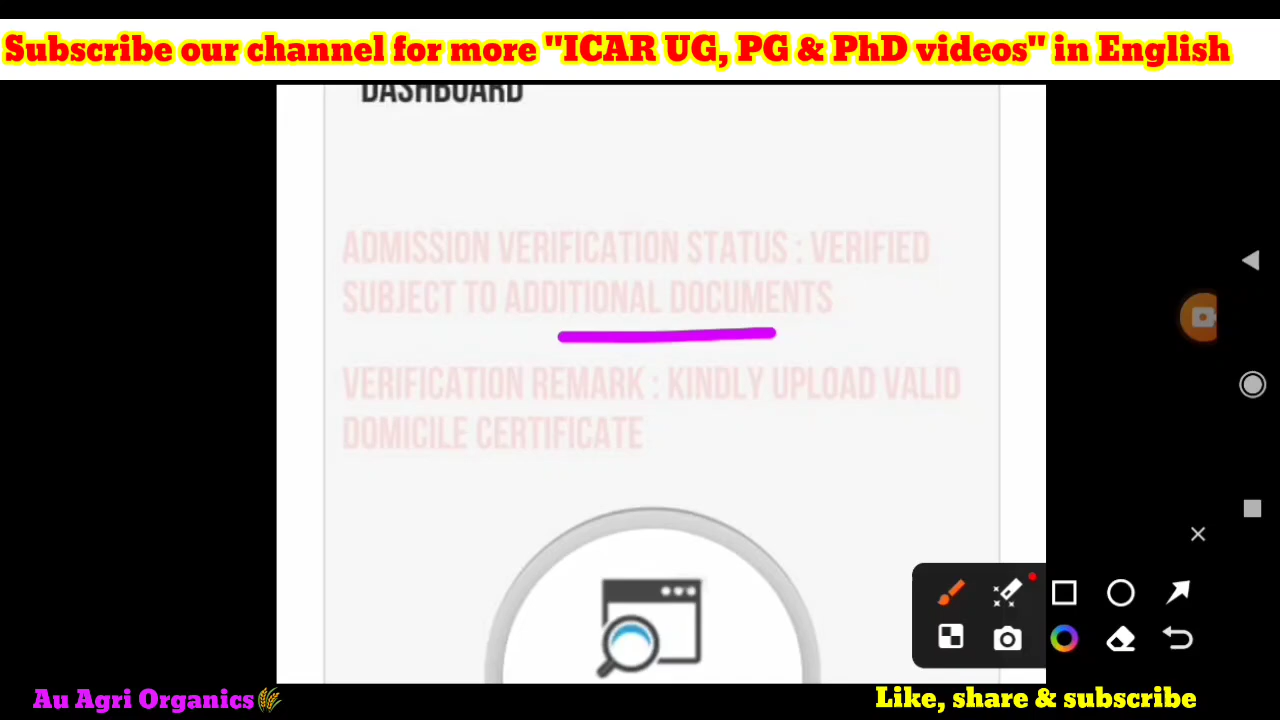 Subscribe our channel for more "ICAR UG, PG & PhD videos" in English
DASHBOARD
ADMISSION VERIFICATION STATUS : VERIFIED
SUBJECT TO ADDITIONAL DOCUMENTS
VERIFICATION REMARK : KINDLY UPLOAD VALID
DOMICILE CERTIFICATE
Au Agri Organics🌾
Like, share & subscribe